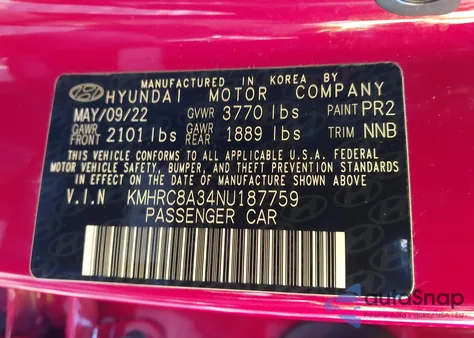 MANUFACTURED IN KOREA BY
HYUNDAI MOTOR COMPANY
MAY/09/22 GVWR 3770 lbs PAINT PR2
GAWR FRONT 2101 lbs GAWR REAR 1889 lbs TRIM NNB
THIS VEHICLE CONFORMS TO ALL APPLICABLE U.S.A. FEDERAL
MOTOR VEHICLE SAFETY, BUMPER, AND THEFT PREVENTION STANDARDS
IN EFFECT ON THE DATE OF MANUFACTURE SHOWN ABOVE.
V.I.N KMHRC8A34NU187759
PASSENGER CAR
autoSnap